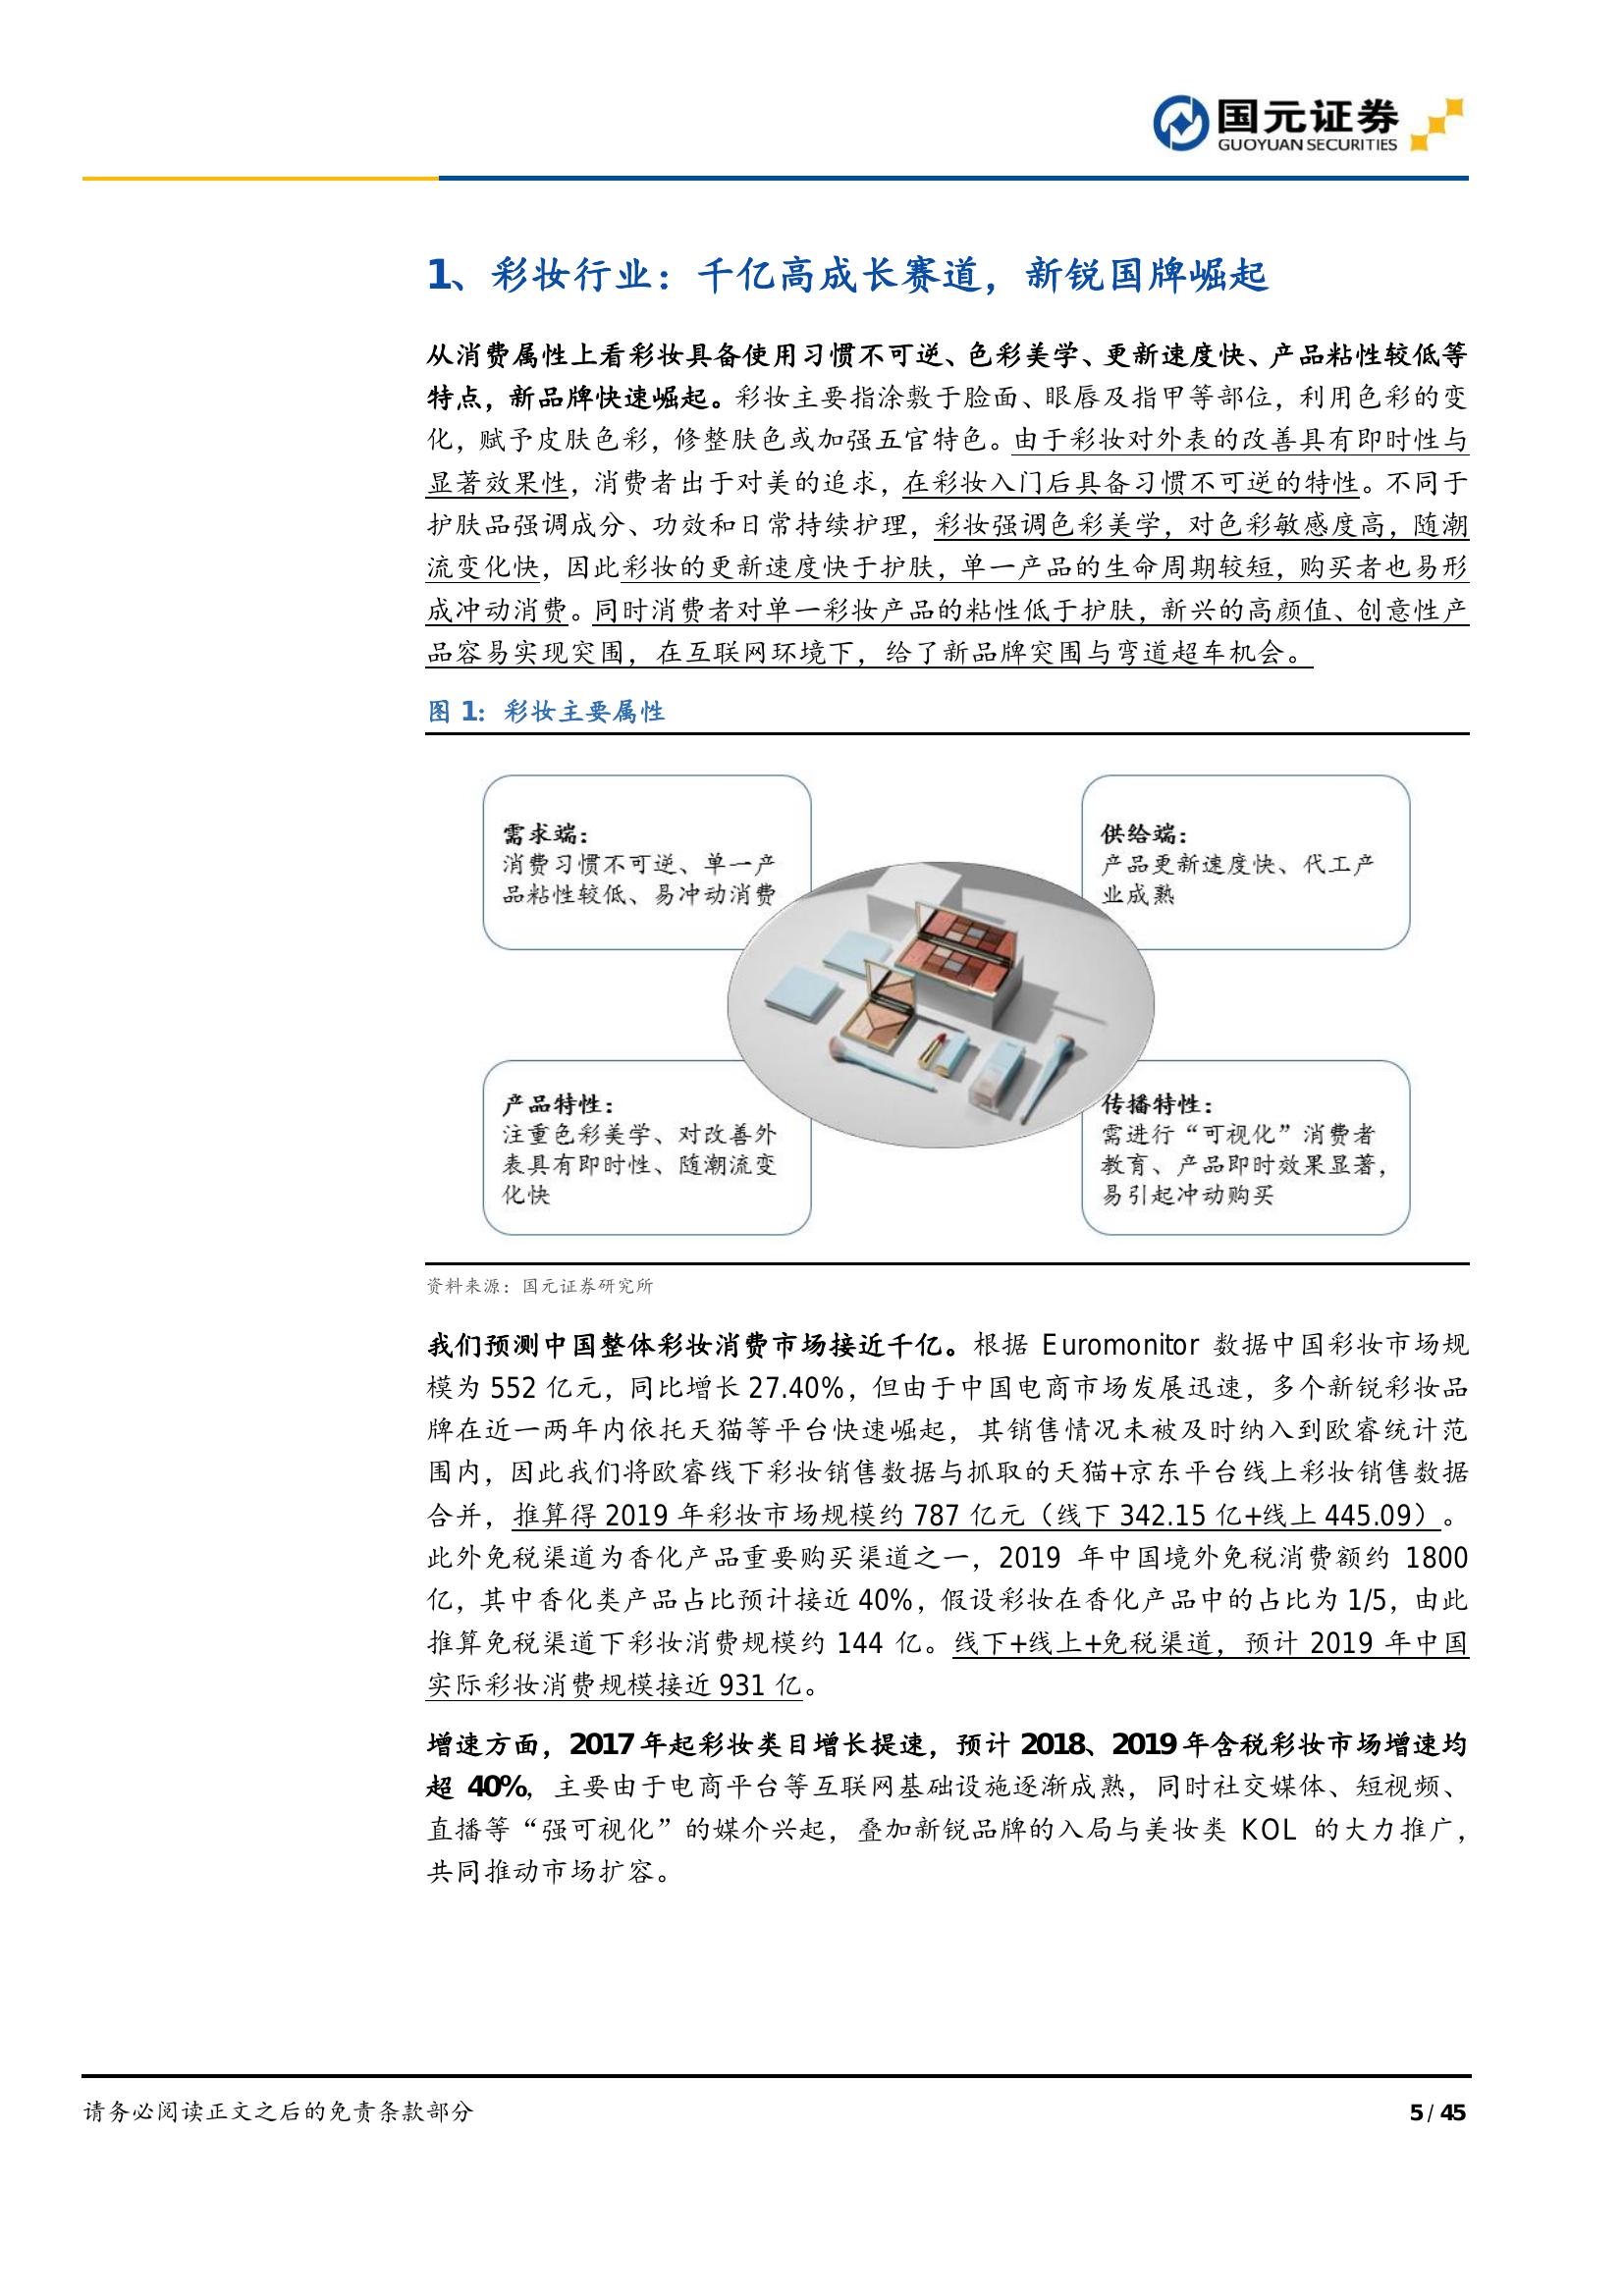 国元证券
GUOYUAN SECURITIES
1、彩妆行业：千亿高成长赛道，新锐国牌崛起
从消费属性上看彩妆具备使用习惯不可逆、色彩美学、更新速度快、产品粘性较低等
特点，新品牌快速崛起。彩妆主要指涂敷于脸面、眼唇及指甲等部位，利用色彩的变
化，赋予皮肤色彩，修整肤色或加强五官特色。由于彩妆对外表的改善具有即时性与
显著效果性，消费者出于对美的追求，在彩妆入门后具备习惯不可逆的特性。不同于
护肤品强调成分、功效和日常持续护理，彩妆强调色彩美学，对色彩敏感度高，随潮
流变化快，因此彩妆的更新速度快于护肤，单一产品的生命周期较短，购买者也易形
成冲动消费。同时消费者对单一彩妆产品的粘性低于护肤，新兴的高颜值、创意性产
品容易实现突围，在互联网环境下，给了新品牌突围与弯道超车机会。
图 1：彩妆主要属性
需求端：
消费习惯不可逆、单一产
品粘性较低、易冲动消费
供给端：
产品更新速度快、代工产
业成熟
产品特性：
注重色彩美学、对改善外
表具有即时性、随潮流变
化快
传播特性：
需进行“可视化”消费者
教育、产品即时效果显著，
易引起冲动购买
资料来源：国元证券研究所
我们预测中国整体彩妆消费市场接近千亿。根据 Euromonitor 数据中国彩妆市场规
模为 552 亿元，同比增长 27.40%，但由于中国电商市场发展迅速，多个新锐彩妆品
牌在近一两年内依托天猫等平台快速崛起，其销售情况未被及时纳入到欧睿统计范
围内，因此我们将欧睿线下彩妆销售数据与抓取的天猫+京东平台线上彩妆销售数据
合并，推算得 2019 年彩妆市场规模约 787 亿元（线下 342.15 亿+线上 445.09）。
此外免税渠道为香化产品重要购买渠道之一，2019 年中国境外免税消费额约 1800
亿，其中香化类产品占比预计接近 40%，假设彩妆在香化产品中的占比为 1/5，由此
推算免税渠道下彩妆消费规模约 144 亿。线下+线上+免税渠道，预计 2019 年中国
实际彩妆消费规模接近 931 亿。
增速方面，2017 年起彩妆类目增长提速，预计 2018、2019 年含税彩妆市场增速均
超 40%，主要由于电商平台等互联网基础设施逐渐成熟，同时社交媒体、短视频、
直播等“强可视化”的媒介兴起，叠加新锐品牌的入局与美妆类 KOL 的大力推广，
共同推动市场扩容。
请务必阅读正文之后的免责条款部分
5 / 45